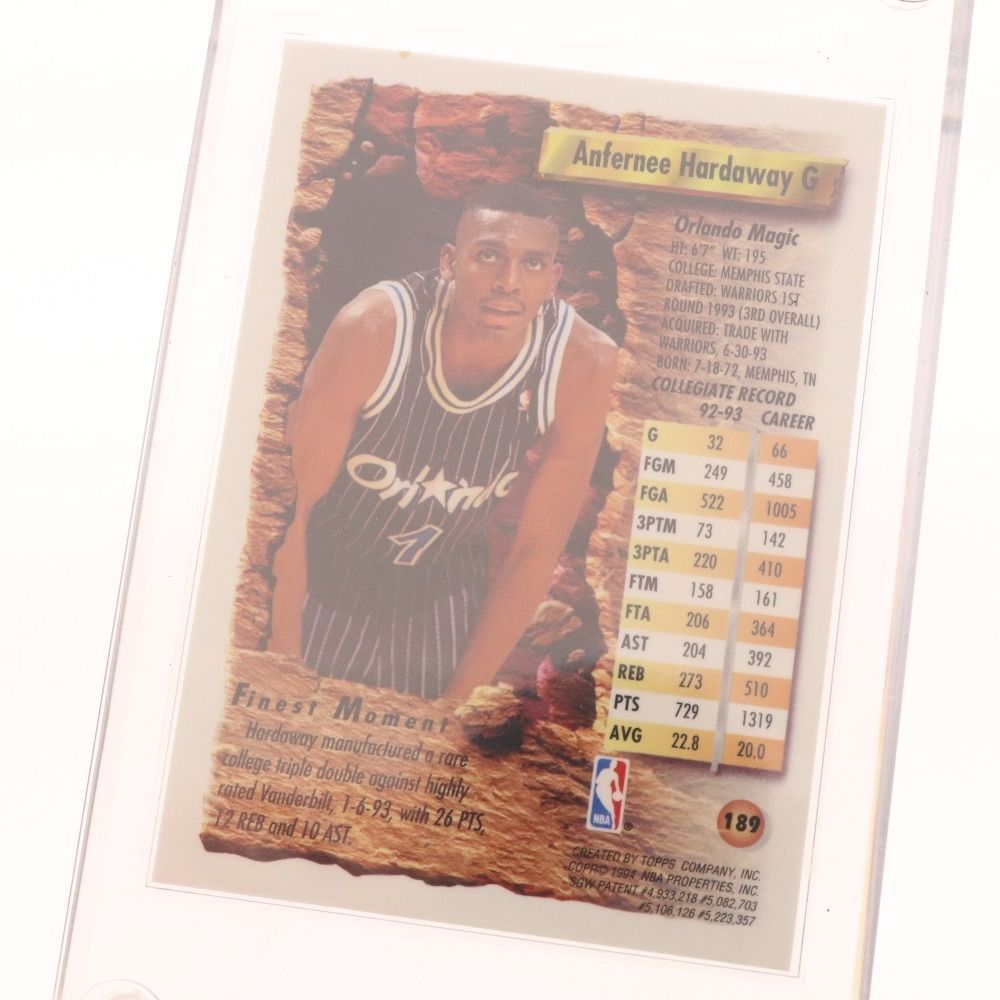 Anfernee Hardaway G
Orlando Magic
HT: 6'7" WT: 195
COLLEGE: MEMPHIS STATE
DRAFTED: WARRIORS 1ST
ROUND 1993 (3RD OVERALL)
ACQUIRED: TRADE WITH
WARRIORS, 6-30-93
BORN: 7-18-72, MEMPHIS, TN
COLLEGIATE RECORD
92-93 CAREER
G 32 66
FGM 249 458
FGA 522 1005
3PTM 73 142
3PTA 220 410
FTM 158 161
FTA 206 364
AST 204 392
REB 273 510
PTS 729 1319
AVG 22.8 20.0
Orlando
1
Finest Moment
Hardaway manufactured a rare
college triple double against highly
rated Vanderbilt, 1-6-93, with 26 PTS,
12 REB and 10 AST.
NBA
®
189
CREATED BY TOPPS COMPANY, INC.
COPR© 1994 NBA PROPERTIES, INC.
SGW PATENT #4,933,218 #5,082,703
#5,106,126 #5,223,357